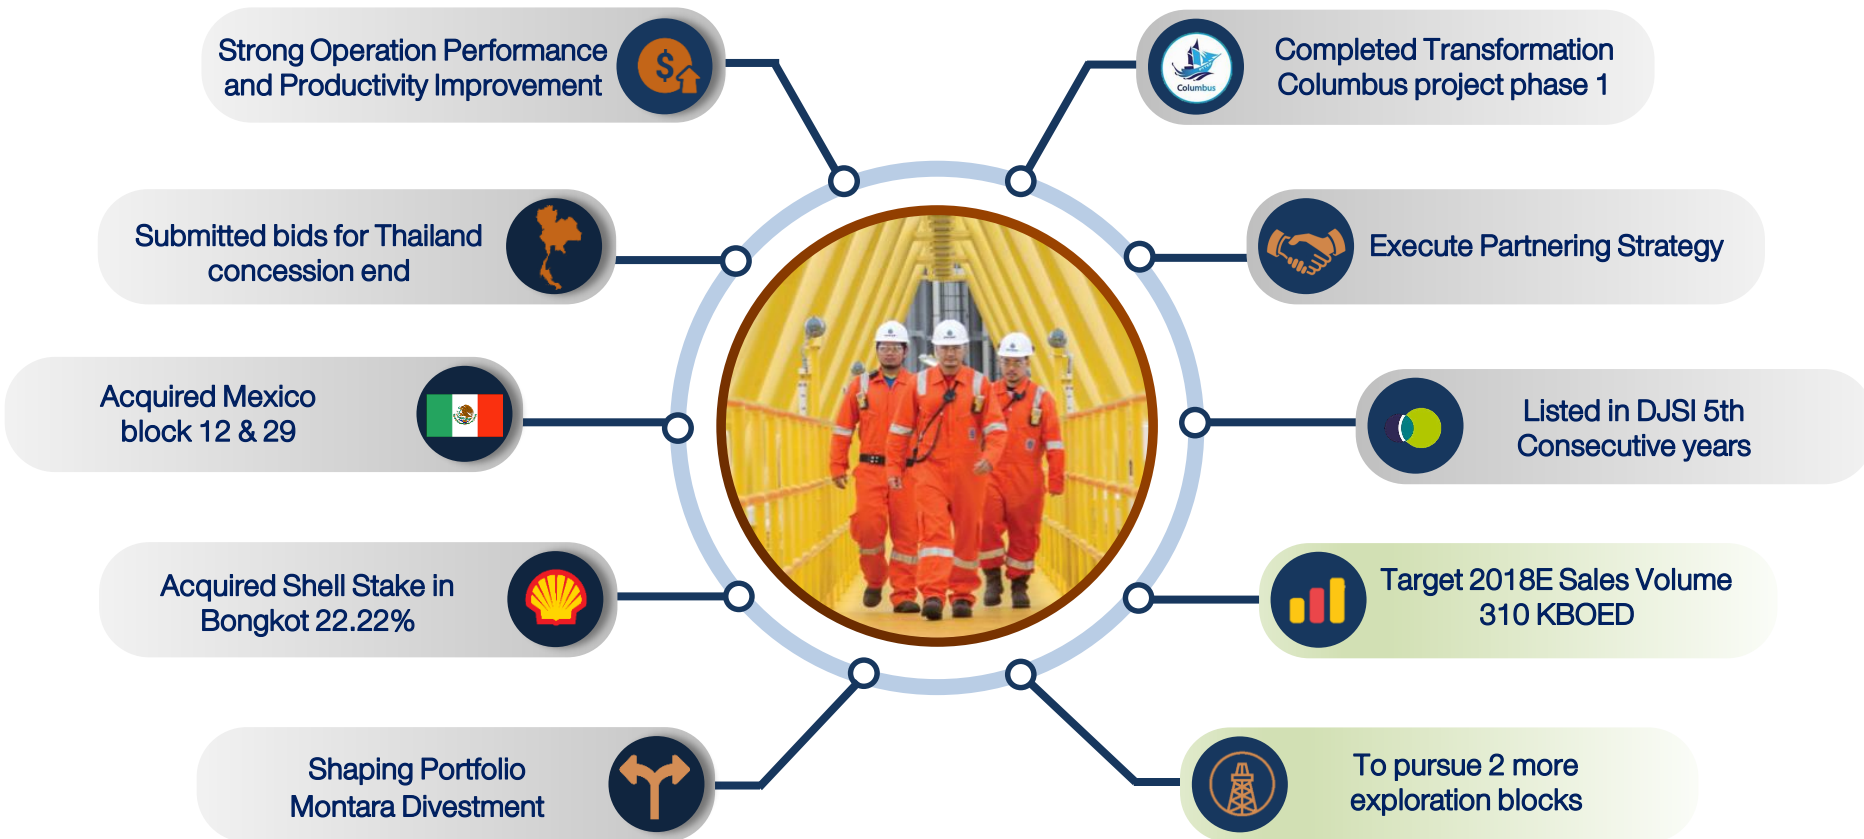 Strong Operation Performance
and Productivity Improvement
$
Submitted bids for Thailand
concession end
Acquired Mexico
block 12 & 29
Acquired Shell Stake in
Bongkot 22.22%
Shaping Portfolio
Montara Divestment
Columbus
Completed Transformation
Columbus project phase 1
Execute Partnering Strategy
Listed in DJSI 5th
Consecutive years
Target 2018E Sales Volume
310 KBOED
To pursue 2 more
exploration blocks